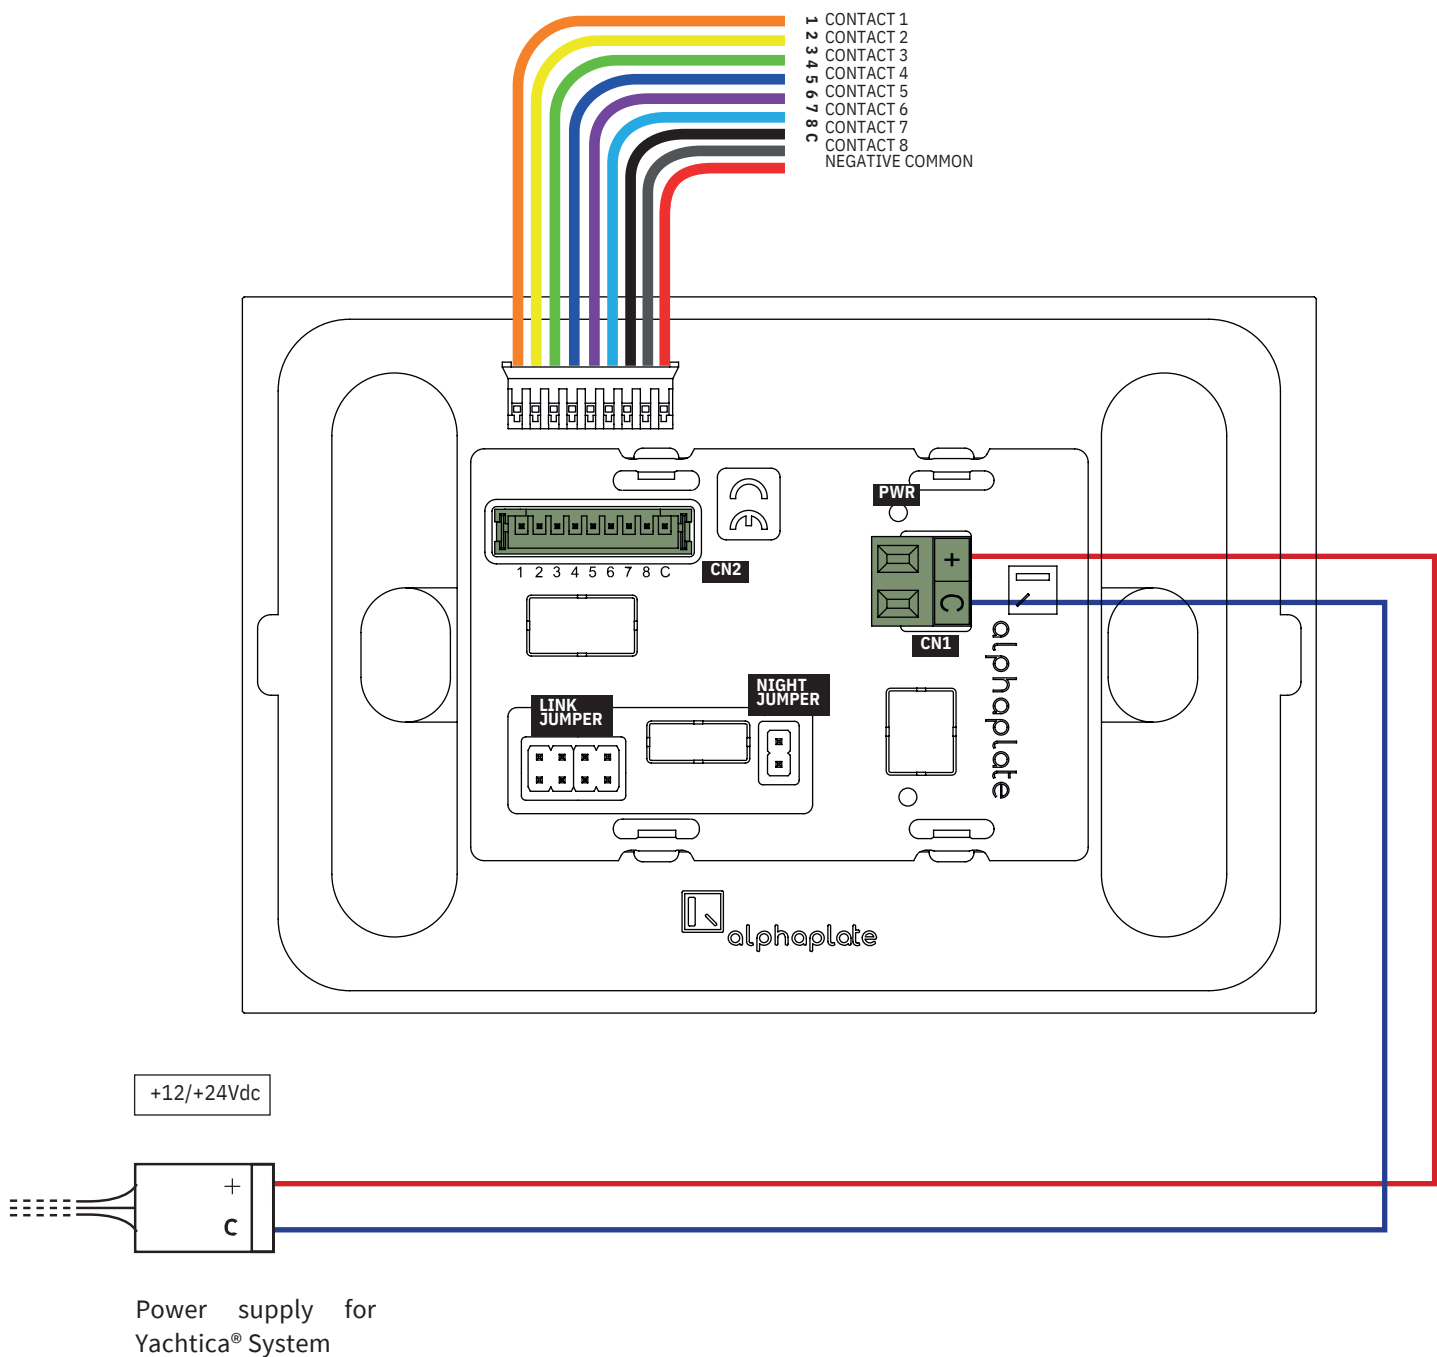 1 CONTACT 1
2 CONTACT 2
3 CONTACT 3
4 CONTACT 4
5 CONTACT 5
6 CONTACT 6
7 CONTACT 7
8 CONTACT 8
C NEGATIVE COMMON
PWR
CE
1 2 3 4 5 6 7 8 C
CN2
+
C
CN1
alphaplate
LINK
JUMPER
NIGHT
JUMPER
alphaplate
+12/+24Vdc
+
C
Power supply for
Yachtica® System